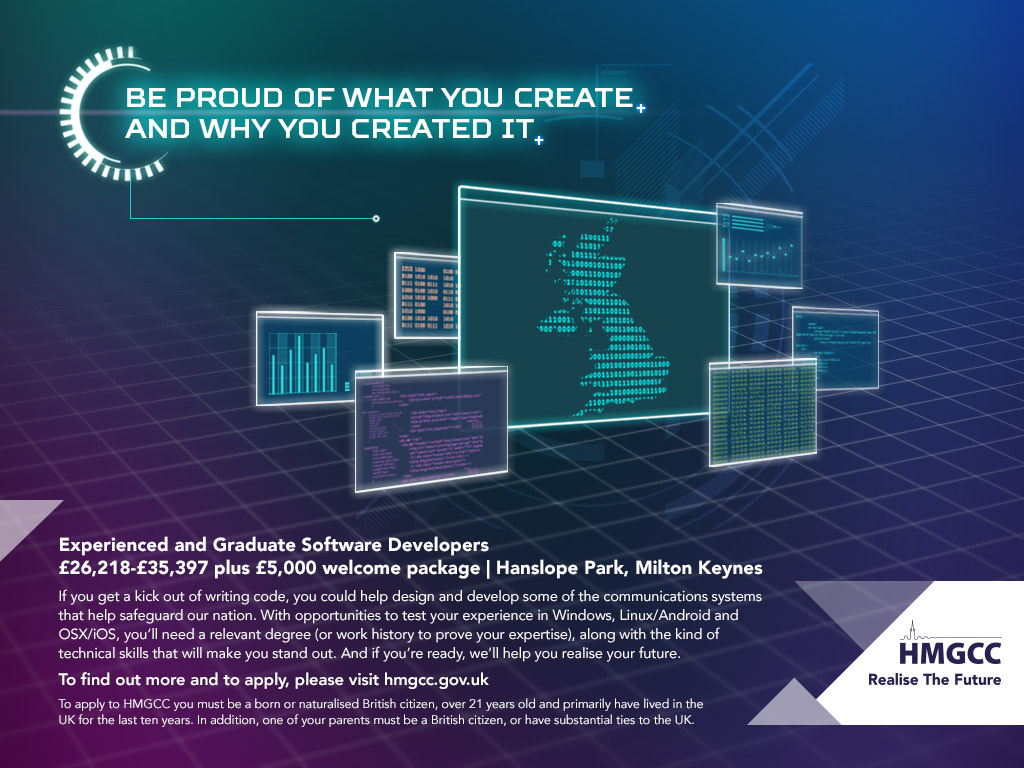 BE PROUD OF WHAT YOU CREATE
AND WHY YOU CREATED IT
Experienced and Graduate Software Developers
£26,218-£35,397 plus £5,000 welcome package | Hanslope Park, Milton Keynes
If you get a kick out of writing code, you could help design and develop some of the communications systems
that help safeguard our nation. With opportunities to test your experience in Windows, Linux/Android and
OSX/iOS, you'll need a relevant degree (or work history to prove your expertise), along with the kind of
technical skills that will make you stand out. And if you're ready, we'll help you realise your future.
To find out more and to apply, please visit hmgcc.gov.uk
To apply to HMGCC you must be a born or naturalised British citizen, over 21 years old and primarily have lived in the
UK for the last ten years. In addition, one of your parents must be a British citizen, or have substantial ties to the UK.
HMGCC
Realise The Future